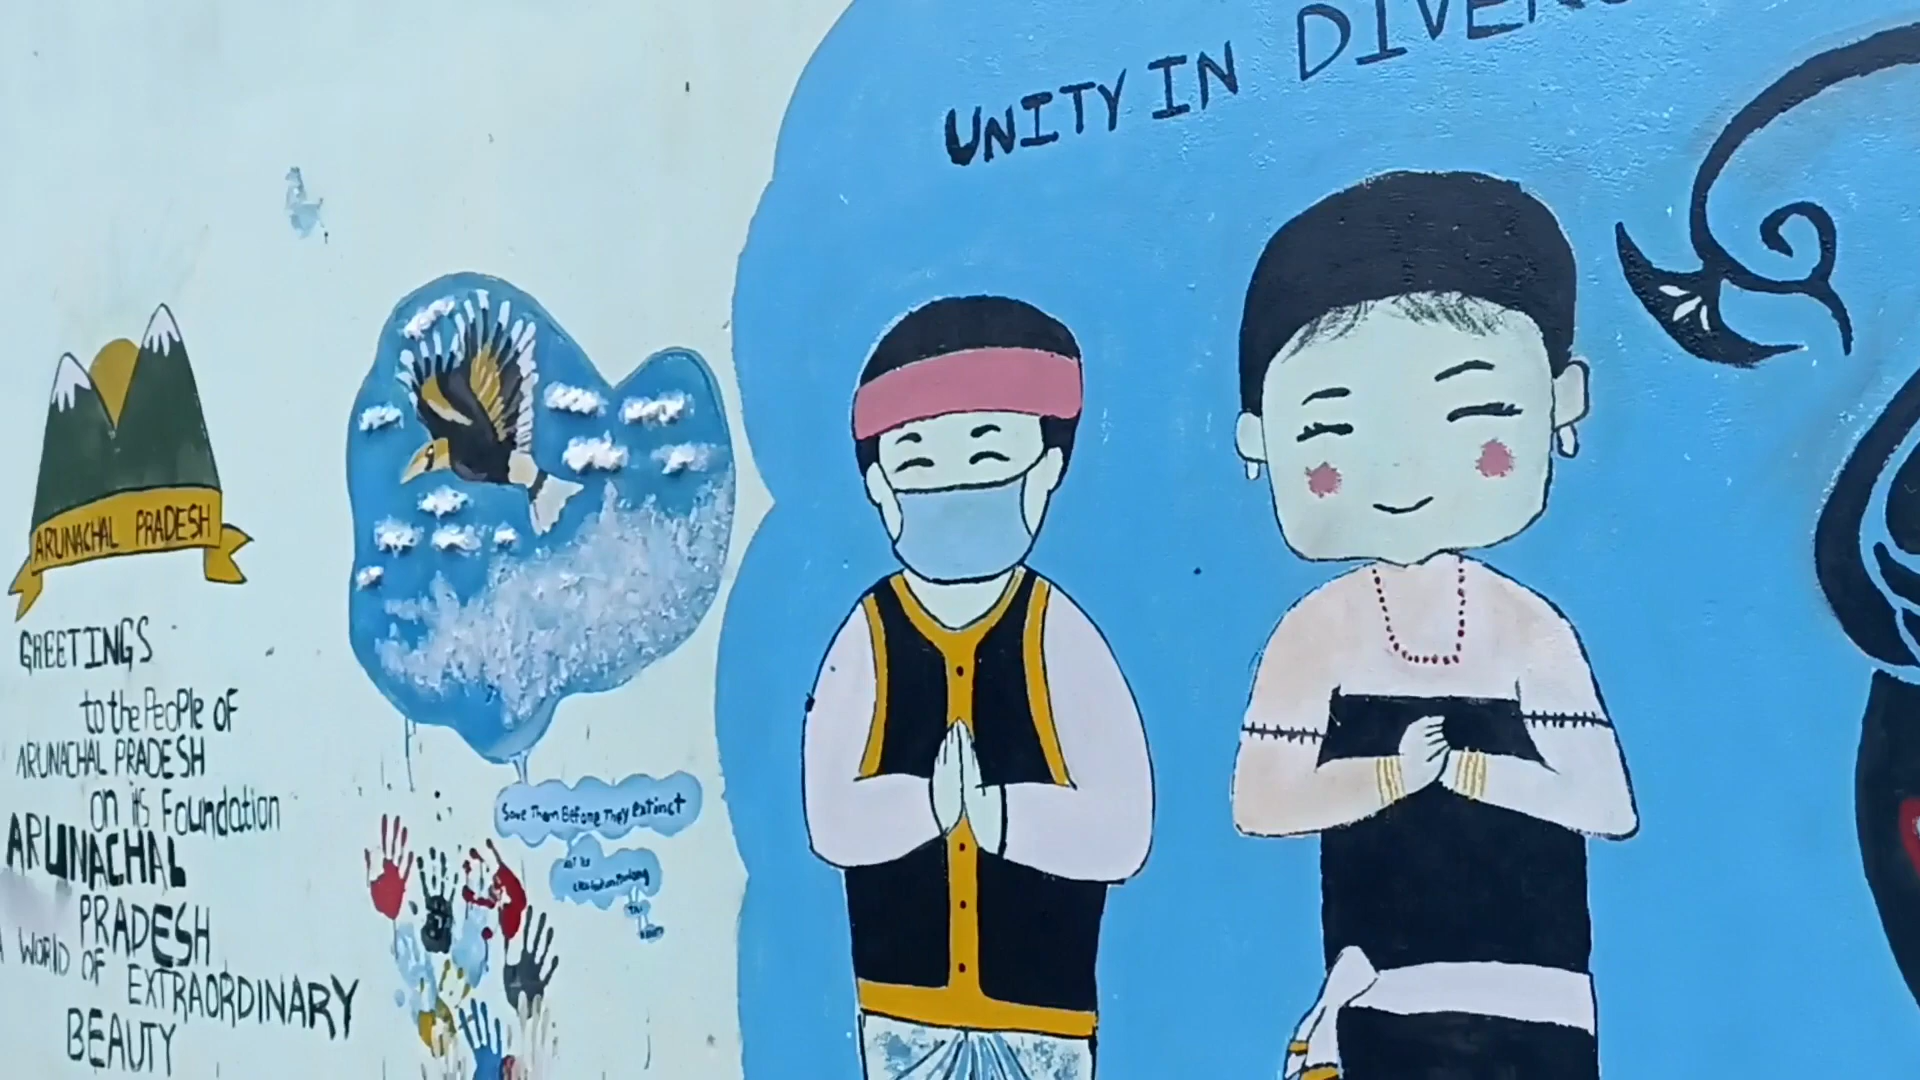 UNITY IN DIVERS
ARUNACHAL PRADESH
GREETINGS
to the PeoPle oF
ARUNACHAL PRADESH
on its Foundation
ARUNACHAL
PRADESH
A WORLD OF
EXTRAORDINARY
BEAUTY
Save Them Before They Extinct